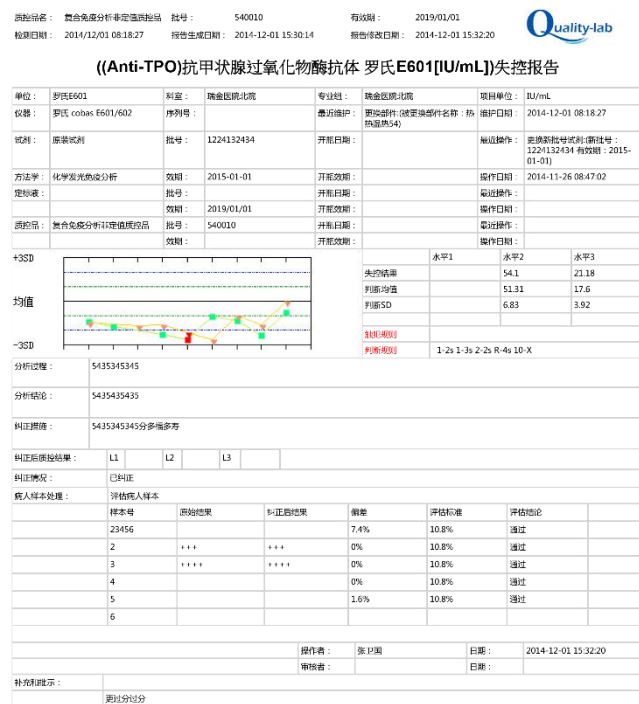 质控品名： 复合免疫分析非定值质控品 批号： 540010 有效期： 2019/01/01
检测日期： 2014/12/01 08:18:27 报告生成日期： 2014-12-01 15:30:14 报告修改日期： 2014-12-01 15:32:20
Quality-lab
((Anti-TPO)抗甲状腺过氧化物酶抗体 罗氏E601[IU/mL])失控报告
单位： 罗氏E601 科室： 瑞金医院北院 专业组： 瑞金医院北院 项目单位： IU/mL
仪器： 罗氏 cobas E601/602 序列号： 最近维护： 更换部件:(被更换部件名称：热热温热54) 维护日期： 2014-12-01 08:18:27
试剂： 原装试剂 批号： 1224132434 开瓶日期： 最近操作： 更换新批号试剂:(新批号：1224132434 有效期：2015-01-01)
方法学： 化学发光免疫分析 效期： 2015-01-01 开瓶日期： 操作日期： 2014-11-26 08:47:02
定标液： 批号： 开瓶日期： 最近操作：
效期： 2019/01/01 开瓶效期： 操作日期：
质控品： 复合免疫分析非定值质控品 批号： 540010 开瓶日期： 最近操作：
效期： 开瓶效期： 操作日期：
+3SD
均值
-3SD
水平1 水平2 水平3
失控结果 54.1 21.18
判断均值 51.31 17.6
判断SD 6.83 3.92
触犯规则
判断规则 1-2s 1-3s 2-2s R-4s 10-X
分析过程： 5435345345
分析结论： 5435435435
纠正措施： 5435345345分多福多寿
纠正后质控结果： L1 L2 L3
纠正情况： 已纠正
病人样本处理： 评估病人样本
样本号 原始结果 纠正后结果 偏差 评估标准 评估结论
23456 7.4% 10.8% 通过
2 +++ +++ 0% 10.8% 通过
3 ++++ ++++ 0% 10.8% 通过
4 0% 10.8% 通过
5 1.6% 10.8% 通过
6
操作者： 张卫国 日期： 2014-12-01 15:32:20
审核者： 日期：
补充和批示：
更过分过分